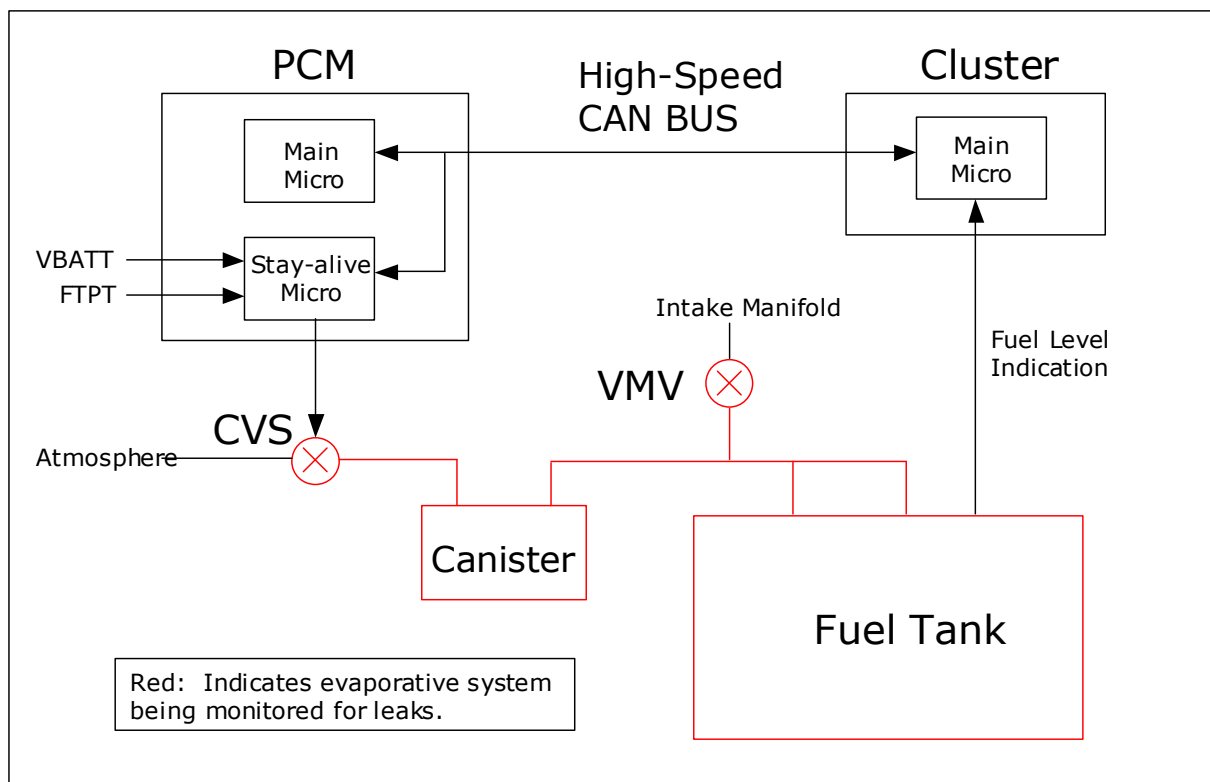 PCM
High-Speed
CAN BUS
Cluster
Main
Micro
Main
Micro
VBATT
FTPT
Stay-alive
Micro
Intake Manifold
Fuel Level
Indication
VMV
CVS
Atmosphere
Canister
Fuel Tank
Red:  Indicates evaporative system
being monitored for leaks.